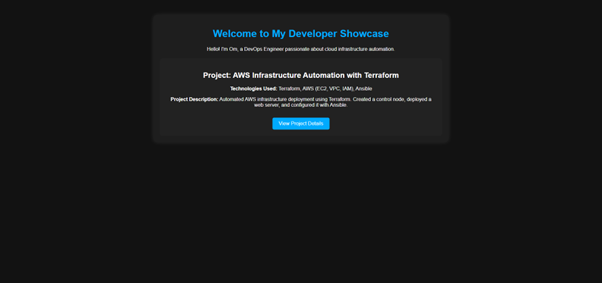 Welcome to My Developer Showcase
Hello! I'm Om, a DevOps Engineer passionate about cloud infrastructure automation.
Project: AWS Infrastructure Automation with Terraform
Technologies Used: Terraform, AWS (EC2, VPC, IAM), Ansible
Project Description: Automated AWS infrastructure deployment using Terraform. Created a control node, deployed a
web server, and configured it with Ansible.
View Project Details